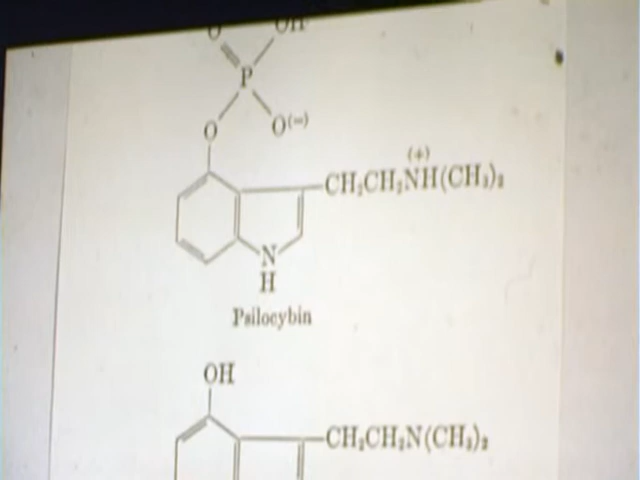 O OH
P
O O(−)
(+)
CH₂CH₂NH(CH₃)₂
N
H
Psilocybin
OH
CH₂CH₂N(CH₃)₂